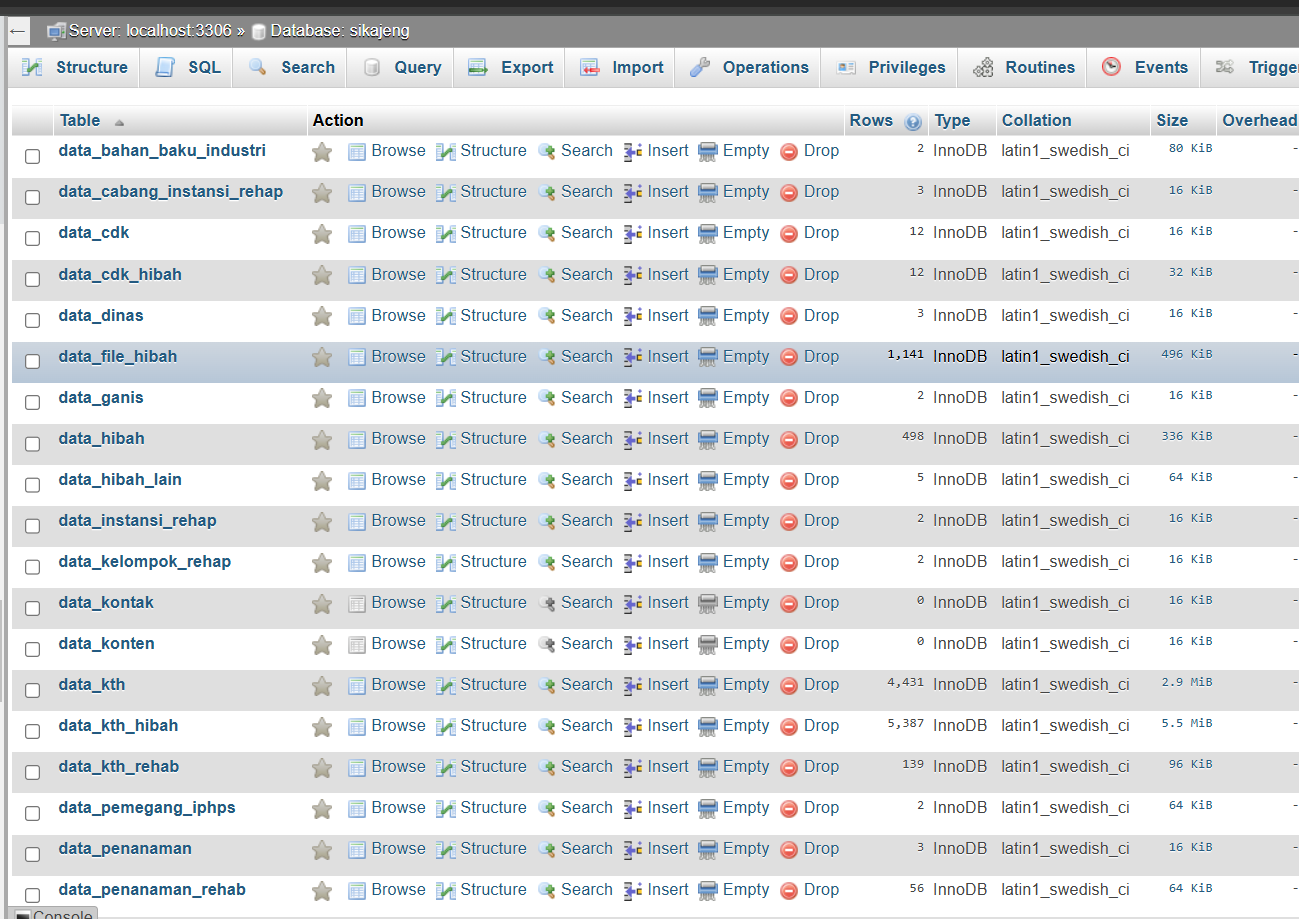 Server: localhost:3306 » Database: sikajeng
Structure SQL Search Query Export Import Operations Privileges Routines Events Trigge
Table Action Rows Type Collation Size Overhead
data_bahan_baku_industri Browse Structure Search Insert Empty Drop 2 InnoDB latin1_swedish_ci 80 KiB -
data_cabang_instansi_rehap Browse Structure Search Insert Empty Drop 3 InnoDB latin1_swedish_ci 16 KiB -
data_cdk Browse Structure Search Insert Empty Drop 12 InnoDB latin1_swedish_ci 16 KiB -
data_cdk_hibah Browse Structure Search Insert Empty Drop 12 InnoDB latin1_swedish_ci 32 KiB -
data_dinas Browse Structure Search Insert Empty Drop 3 InnoDB latin1_swedish_ci 16 KiB -
data_file_hibah Browse Structure Search Insert Empty Drop 1,141 InnoDB latin1_swedish_ci 496 KiB -
data_ganis Browse Structure Search Insert Empty Drop 2 InnoDB latin1_swedish_ci 16 KiB -
data_hibah Browse Structure Search Insert Empty Drop 498 InnoDB latin1_swedish_ci 336 KiB -
data_hibah_lain Browse Structure Search Insert Empty Drop 5 InnoDB latin1_swedish_ci 64 KiB -
data_instansi_rehap Browse Structure Search Insert Empty Drop 2 InnoDB latin1_swedish_ci 16 KiB -
data_kelompok_rehap Browse Structure Search Insert Empty Drop 2 InnoDB latin1_swedish_ci 16 KiB -
data_kontak Browse Structure Search Insert Empty Drop 0 InnoDB latin1_swedish_ci 16 KiB -
data_konten Browse Structure Search Insert Empty Drop 0 InnoDB latin1_swedish_ci 16 KiB -
data_kth Browse Structure Search Insert Empty Drop 4,431 InnoDB latin1_swedish_ci 2.9 MiB -
data_kth_hibah Browse Structure Search Insert Empty Drop 5,387 InnoDB latin1_swedish_ci 5.5 MiB -
data_kth_rehab Browse Structure Search Insert Empty Drop 139 InnoDB latin1_swedish_ci 96 KiB -
data_pemegang_iphps Browse Structure Search Insert Empty Drop 2 InnoDB latin1_swedish_ci 64 KiB -
data_penanaman Browse Structure Search Insert Empty Drop 3 InnoDB latin1_swedish_ci 16 KiB -
data_penanaman_rehab Browse Structure Search Insert Empty Drop 56 InnoDB latin1_swedish_ci 64 KiB -
Console